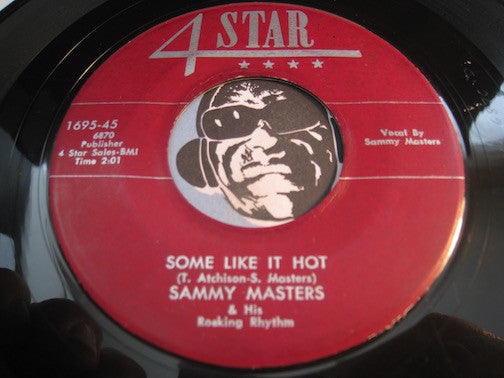 4 STAR
★★★★
1695-45
6870
Publisher
4 Star Sales-BMI
Time 2:01
Vocal By
Sammy Masters
SOME LIKE IT HOT
(T. Atchison-S. Masters)
SAMMY MASTERS
& His
Rocking Rhythm